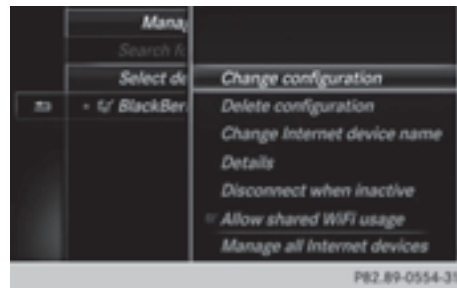 Manag
Search fo
Select de
BlackBer
Change configuration
Delete configuration
Change Internet device name
Details
Disconnect when inactive
Allow shared WiFi usage
Manage all Internet devices
P82.89-0554-31